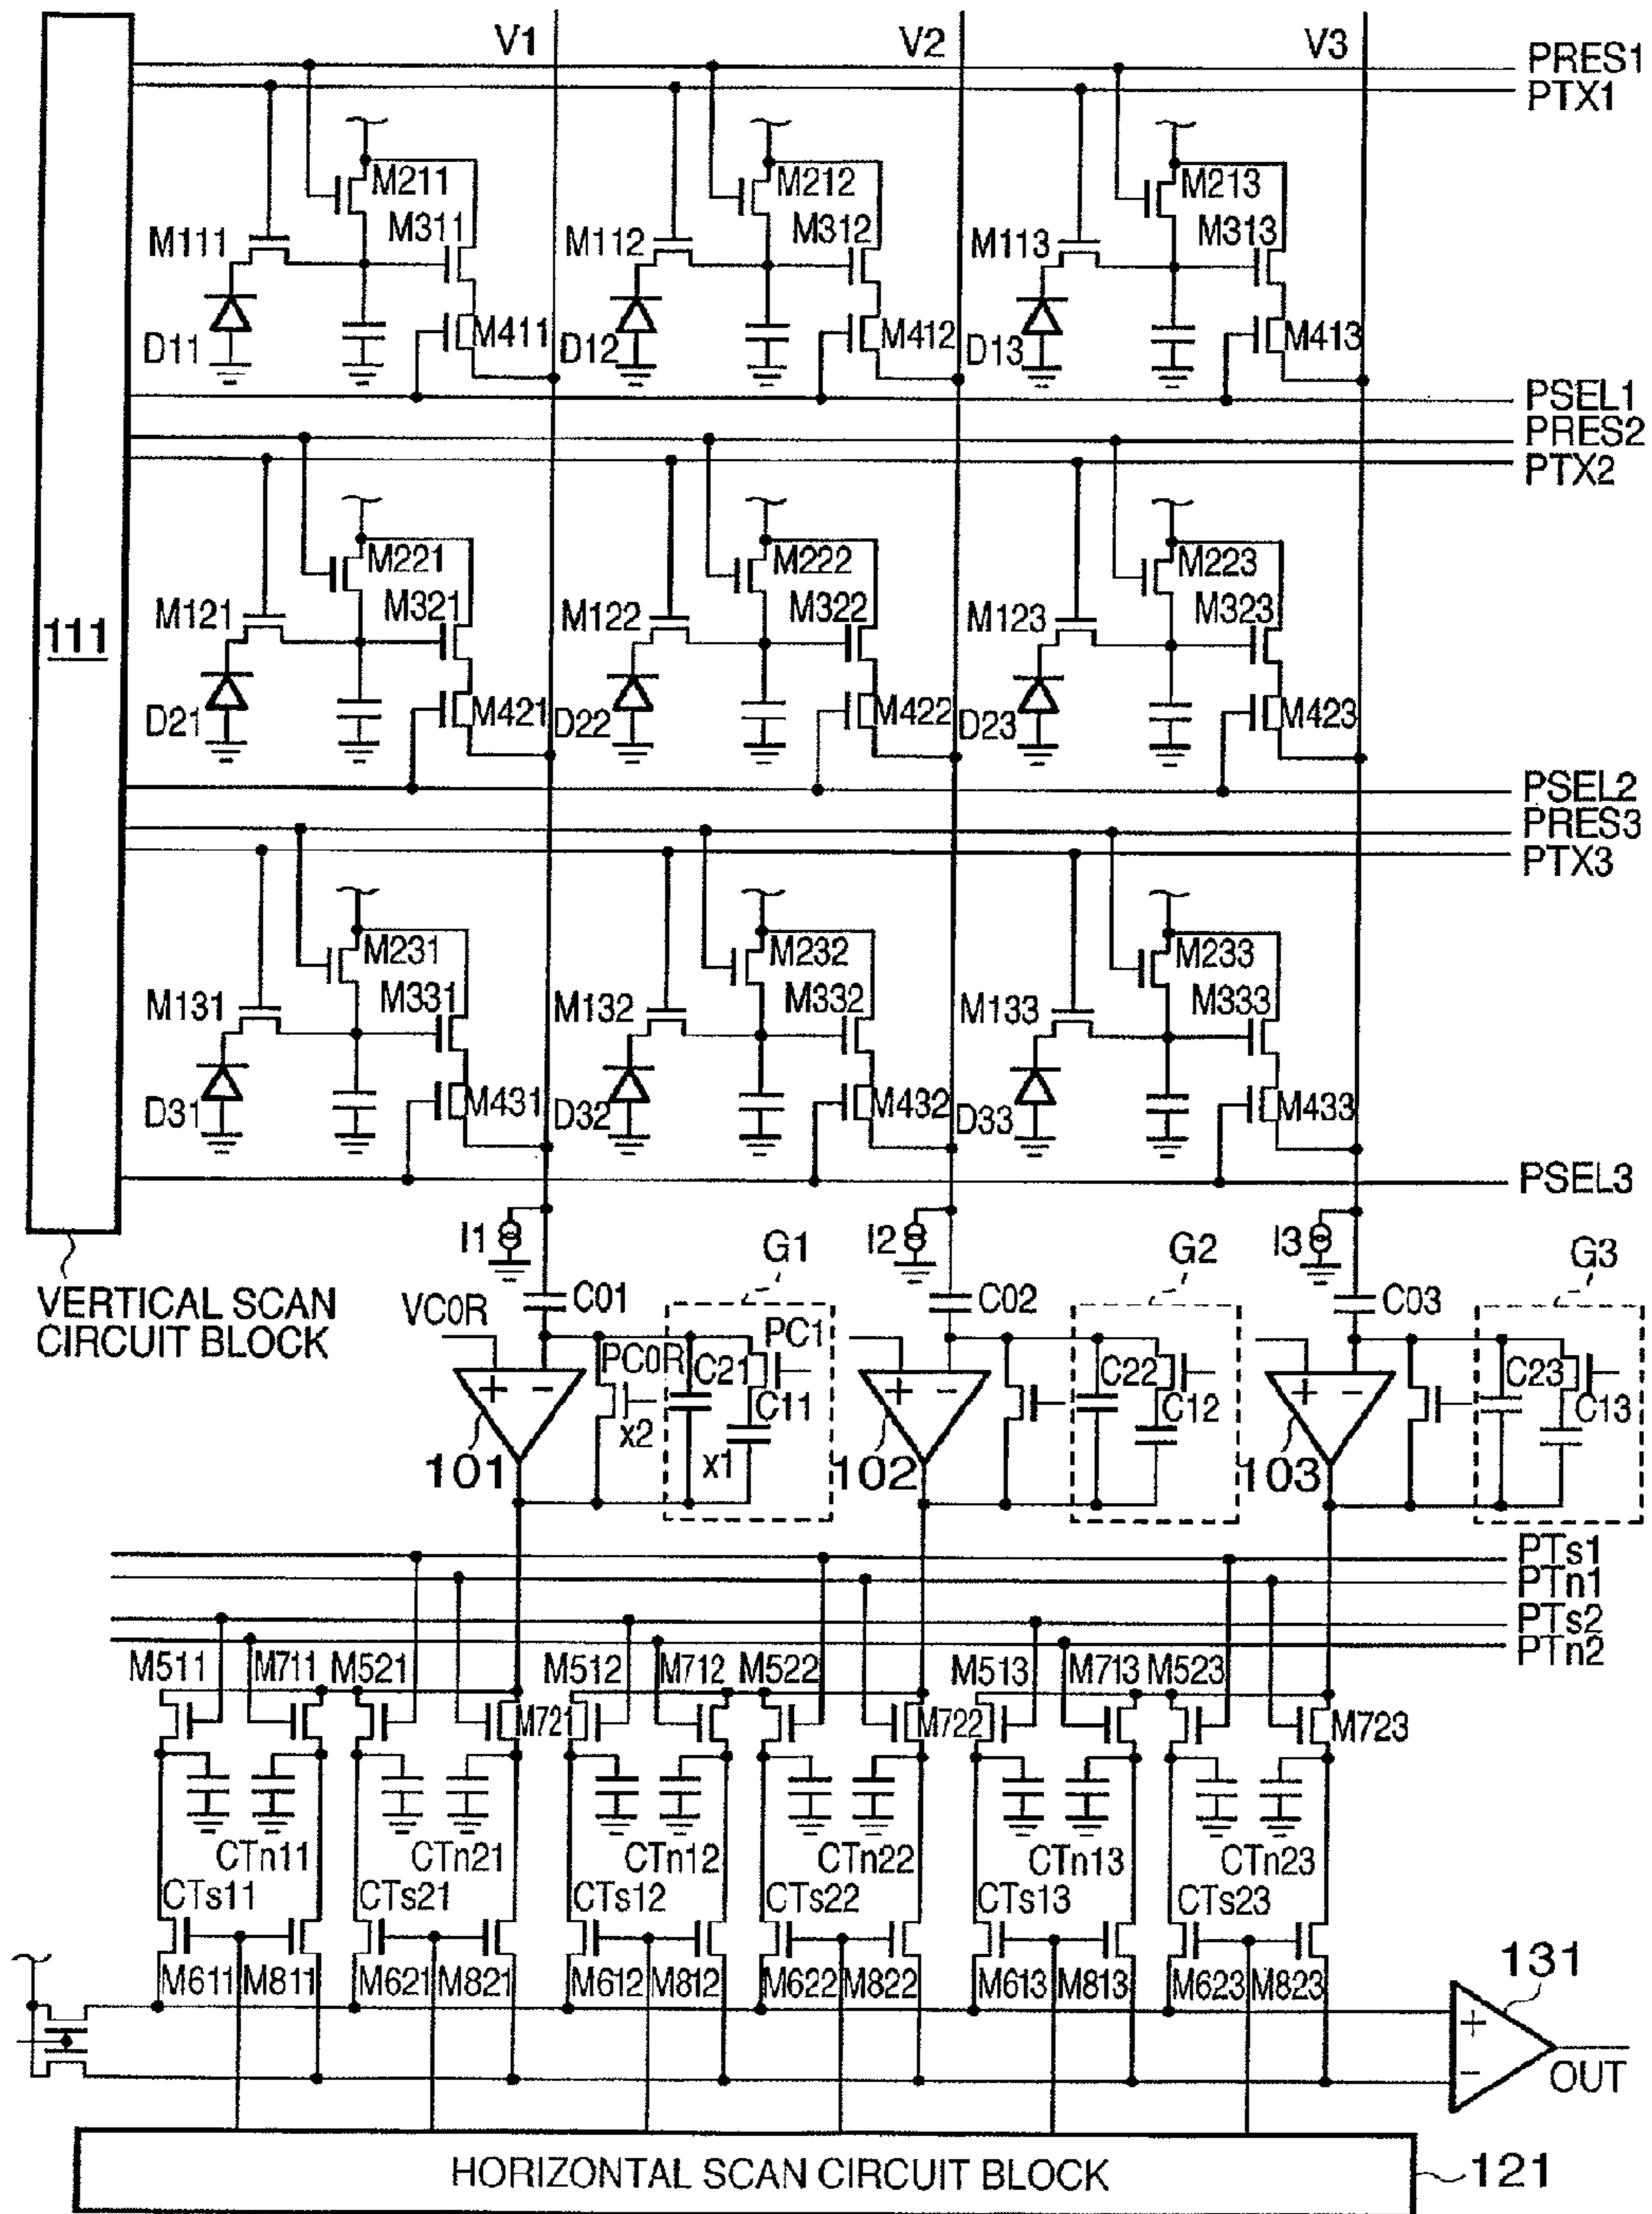 V1 V2 V3
PRES1
PTX1
M211 M212 M213
M111 M311 M112 M312 M113 M313
D11 M411 D12 M412 D13 M413
PSEL1
PRES2
PTX2
M221 M222 M223
M121 M321 M122 M322 M123 M323
111
D21 M421 D22 M422 D23 M423
PSEL2
PRES3
PTX3
M231 M232 M233
M131 M331 M132 M332 M133 M333
D31 M431 D32 M432 D33 M433
PSEL3
I1 G1 I2 G2 I3 G3
VERTICAL SCAN
CIRCUIT BLOCK
VC0R C01 C02 C03
PC0R C21 PC1 C22 C23
+ - C11 + - C12 + - C13
x2 x1
101 102 103
PTs1
PTn1
PTs2
PTn2
M511 M711 M521 M512 M712 M522 M513 M713 M523
M721 M722 M723
CTn11 CTn21 CTn12 CTn22 CTn13 CTn23
CTs11 CTs21 CTs12 CTs22 CTs13 CTs23
M611 M811 M621 M821 M612 M812 M622 M822 M613 M813 M623 M823
131
+
-
OUT
HORIZONTAL SCAN CIRCUIT BLOCK
121